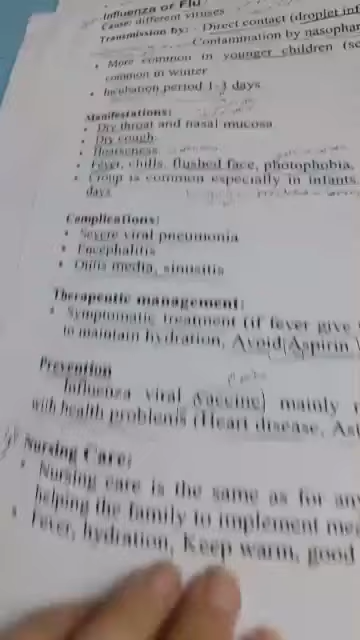 Influenza or Flu
Cause different viruses
Transmission by: Direct contact (droplet inf
Contamination by nasophar
• More common in younger children (sc
common in winter
• Incubation period 1-3 days
Manifestations:
• Dry throat and nasal mucosa
• Dry cough
• Hoarseness
• Fever, chills, flushed face, photophobia,
• Croup is common especially in infants
days
Complications:
• Severe viral pneumonia
• Encephalitis
• Otitis media, sinusitis
Therapeutic management:
• Symptomatic treatment (if fever give
to maintain hydration, Avoid(Aspirin
Prevention
Influenza viral (vaccine) mainly
with health problems (Heart disease, Ast
Nursing Care:
• Nursing care is the same as for an
helping the family to implement me
• Fever, hydration, Keep warm, good